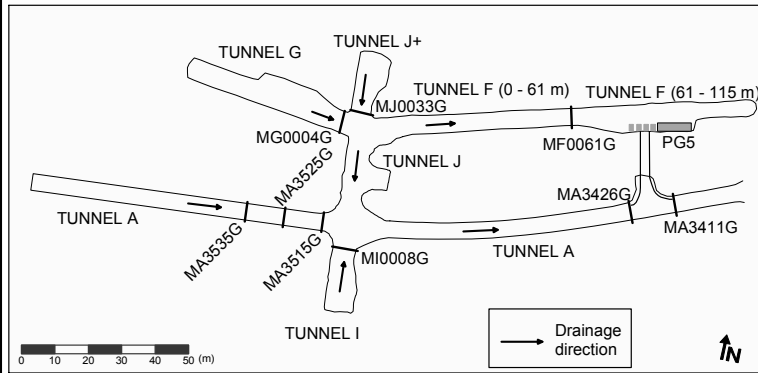 TUNNEL J+
TUNNEL G
TUNNEL F (0 - 61 m)
TUNNEL F (61 - 115 m)
MJ0033G
MG0004G
MF0061G
PG5
MA3525G
TUNNEL J
MA3426G
TUNNEL A
MA3535G
MA3515G
MI0008G
TUNNEL A
MA3411G
TUNNEL I
Drainage
direction
0 10 20 30 40 50 (m)
N